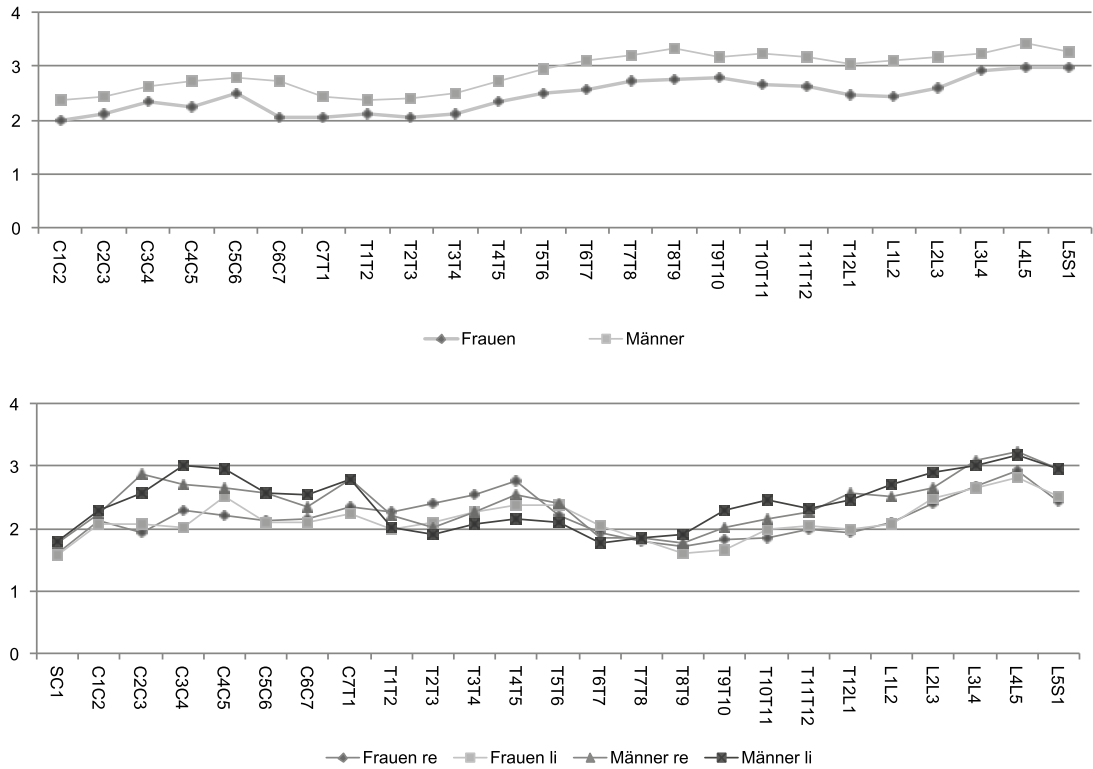 4
3
2
1
0
C1C2 C2C3 C3C4 C4C5 C5C6 C6C7 C7T1 T1T2 T2T3 T3T4 T4T5 T5T6 T6T7 T7T8 T8T9 T9T10 T10T11 T11T12 T12L1 L1L2 L2L3 L3L4 L4L5 L5S1
Frauen Männer
4
3
2
1
0
SC1 C1C2 C2C3 C3C4 C4C5 C5C6 C6C7 C7T1 T1T2 T2T3 T3T4 T4T5 T5T6 T6T7 T7T8 T8T9 T9T10 T10T11 T11T12 T12L1 L1L2 L2L3 L3L4 L4L5 L5S1
Frauen re Frauen li Männer re Männer li